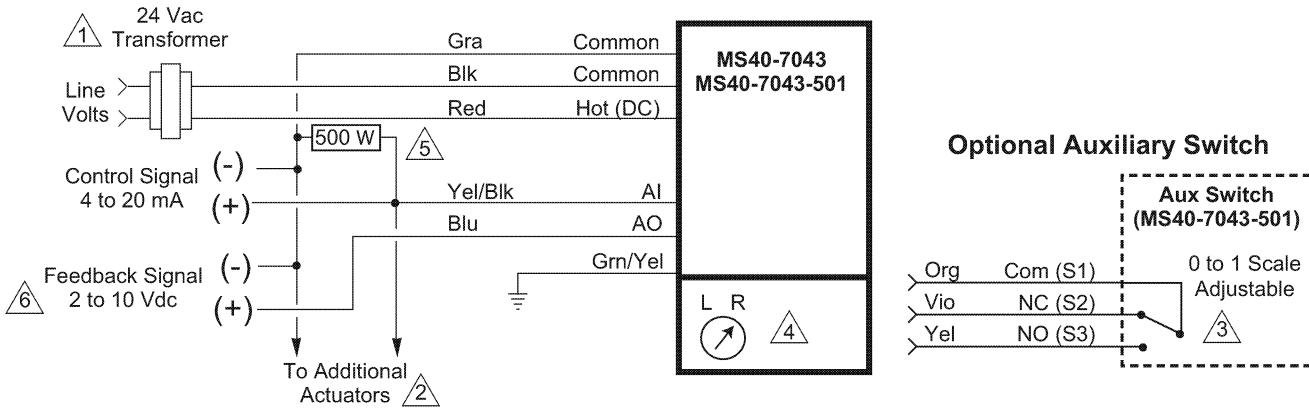 1
24 Vac
Transformer
Line
Volts
Gra Common
Blk Common
Red Hot (DC)
500 W
5
Control Signal
4 to 20 mA
(-)
(+)
Yel/Blk AI
Blu AO
Grn/Yel
6
Feedback Signal
2 to 10 Vdc
(-)
(+)
To Additional
Actuators
2
MS40-7043
MS40-7043-501
L R
4
Optional Auxiliary Switch
Aux Switch
(MS40-7043-501)
0 to 1 Scale
Adjustable
3
Org Com (S1)
Vio NC (S2)
Yel NO (S3)